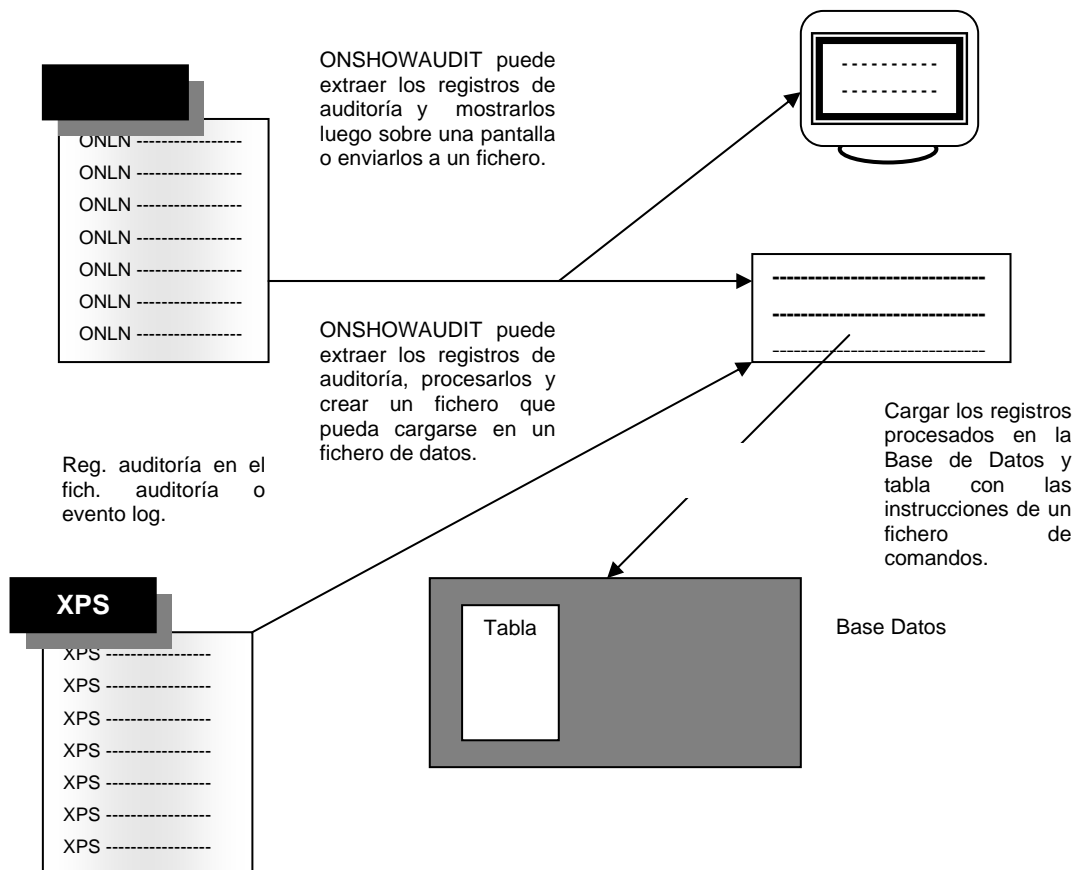 ONSHOWAUDIT puede
extraer los registros de
auditoría y mostrarlos
luego sobre una pantalla
o enviarlos a un fichero.
ONLN -----------------
ONLN -----------------
ONLN -----------------
ONLN -----------------
ONLN -----------------
ONLN -----------------
ONLN -----------------
ONSHOWAUDIT puede
extraer los registros de
auditoría, procesarlos y
crear un fichero que
pueda cargarse en un
fichero de datos.
Reg. auditoría en el
fich. auditoría o
evento log.
Cargar los registros
procesados en la
Base de Datos y
tabla con las
instrucciones de un
fichero de
comandos.
XPS
XPS -----------------
XPS -----------------
XPS -----------------
XPS -----------------
XPS -----------------
XPS -----------------
XPS -----------------
Tabla
Base Datos